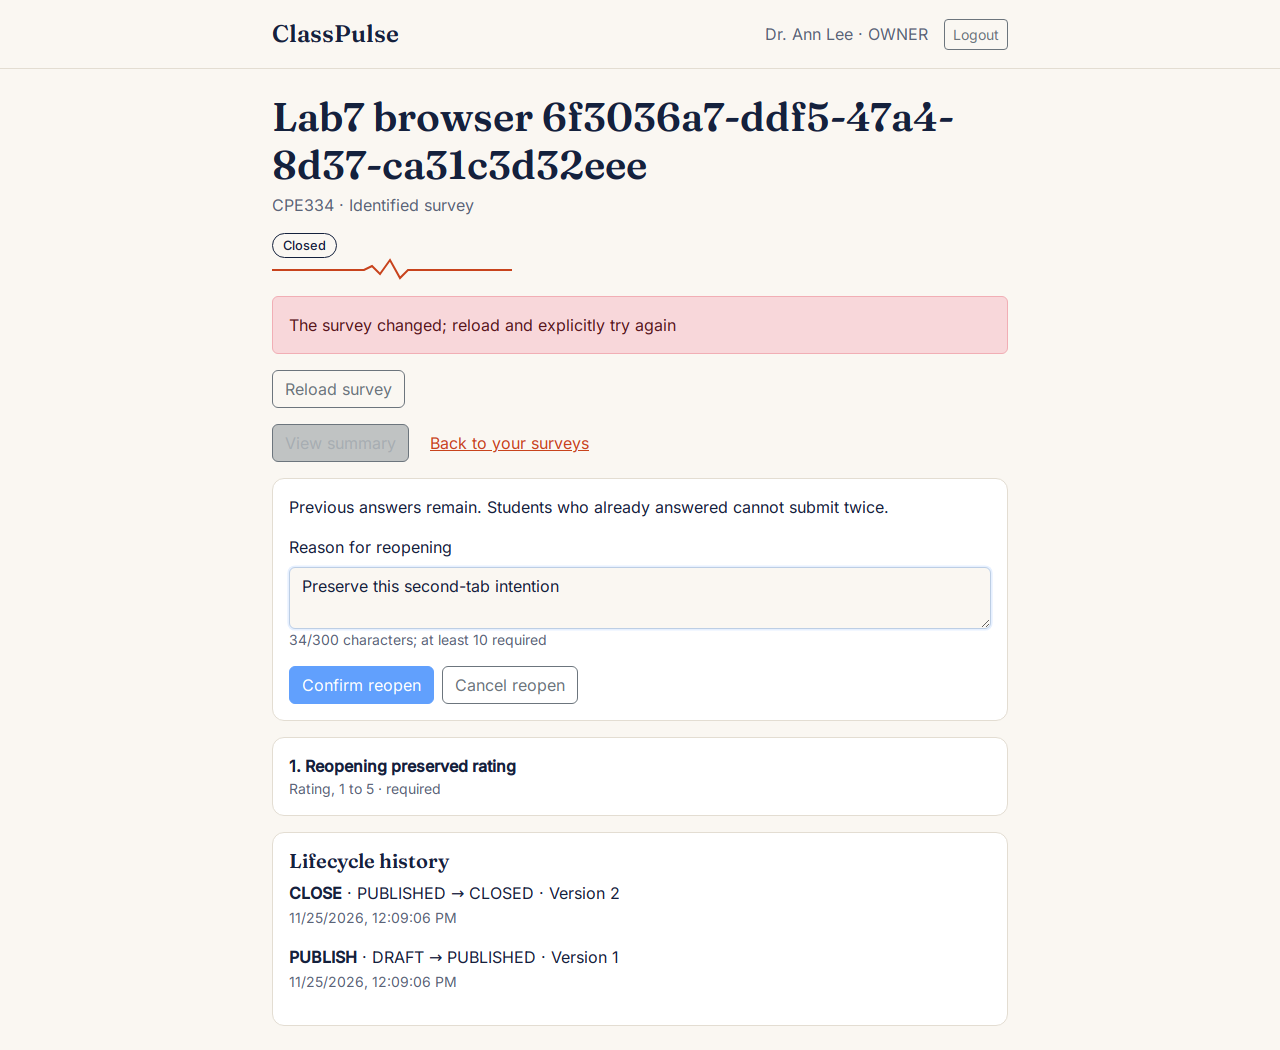 ClassPulse
Dr. Ann Lee · OWNER
Logout
Lab7 browser 6f3036a7-ddf5-47a4-
8d37-ca31c3d32eee
CPE334 · Identified survey
Closed
The survey changed; reload and explicitly try again
Reload survey
View summary
Back to your surveys
Previous answers remain. Students who already answered cannot submit twice.
Reason for reopening
Preserve this second-tab intention
34/300 characters; at least 10 required
Confirm reopen
Cancel reopen
1. Reopening preserved rating
Rating, 1 to 5 · required
Lifecycle history
CLOSE · PUBLISHED → CLOSED · Version 2
11/25/2026, 12:09:06 PM
PUBLISH · DRAFT → PUBLISHED · Version 1
11/25/2026, 12:09:06 PM